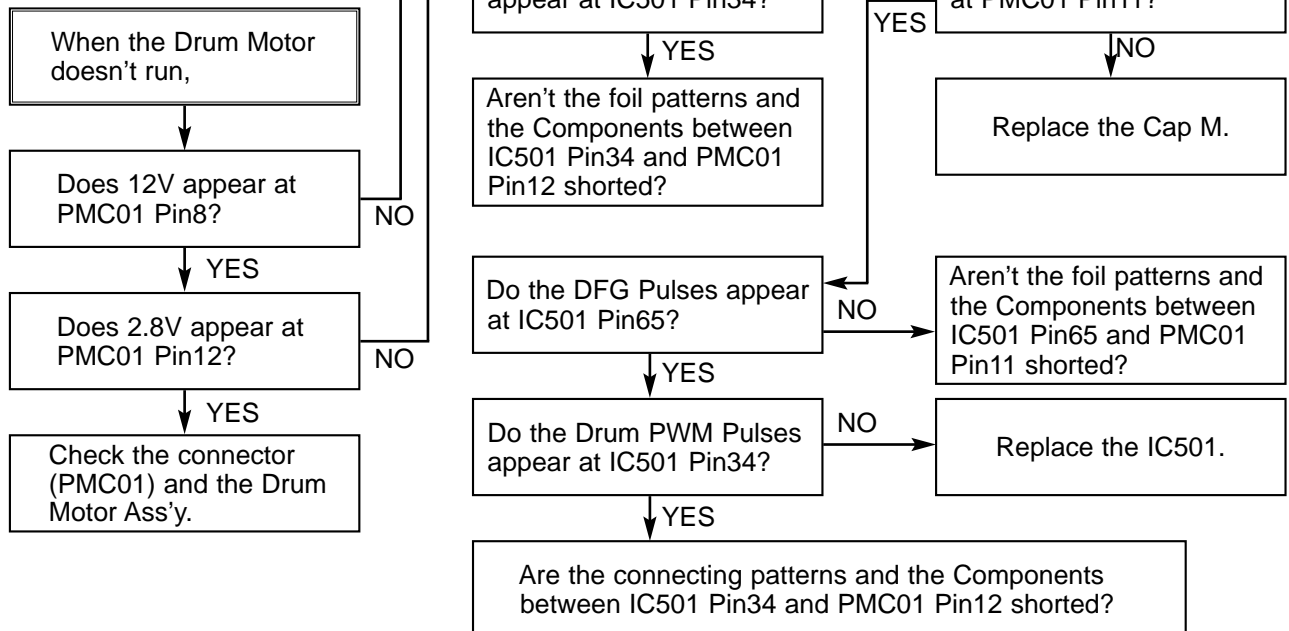 appear at IC501 Pin34?
YES
at PMC01 Pin11?
When the Drum Motor
doesn't run,
YES
NO
Aren't the foil patterns and
the Components between
IC501 Pin34 and PMC01
Pin12 shorted?
Replace the Cap M.
Does 12V appear at
PMC01 Pin8?
NO
YES
Do the DFG Pulses appear
at IC501 Pin65?
NO
Aren't the foil patterns and
the Components between
IC501 Pin65 and PMC01
Pin11 shorted?
Does 2.8V appear at
PMC01 Pin12?
NO
YES
YES
Do the Drum PWM Pulses
appear at IC501 Pin34?
NO
Replace the IC501.
Check the connector
(PMC01) and the Drum
Motor Ass'y.
YES
Are the connecting patterns and the Components
between IC501 Pin34 and PMC01 Pin12 shorted?